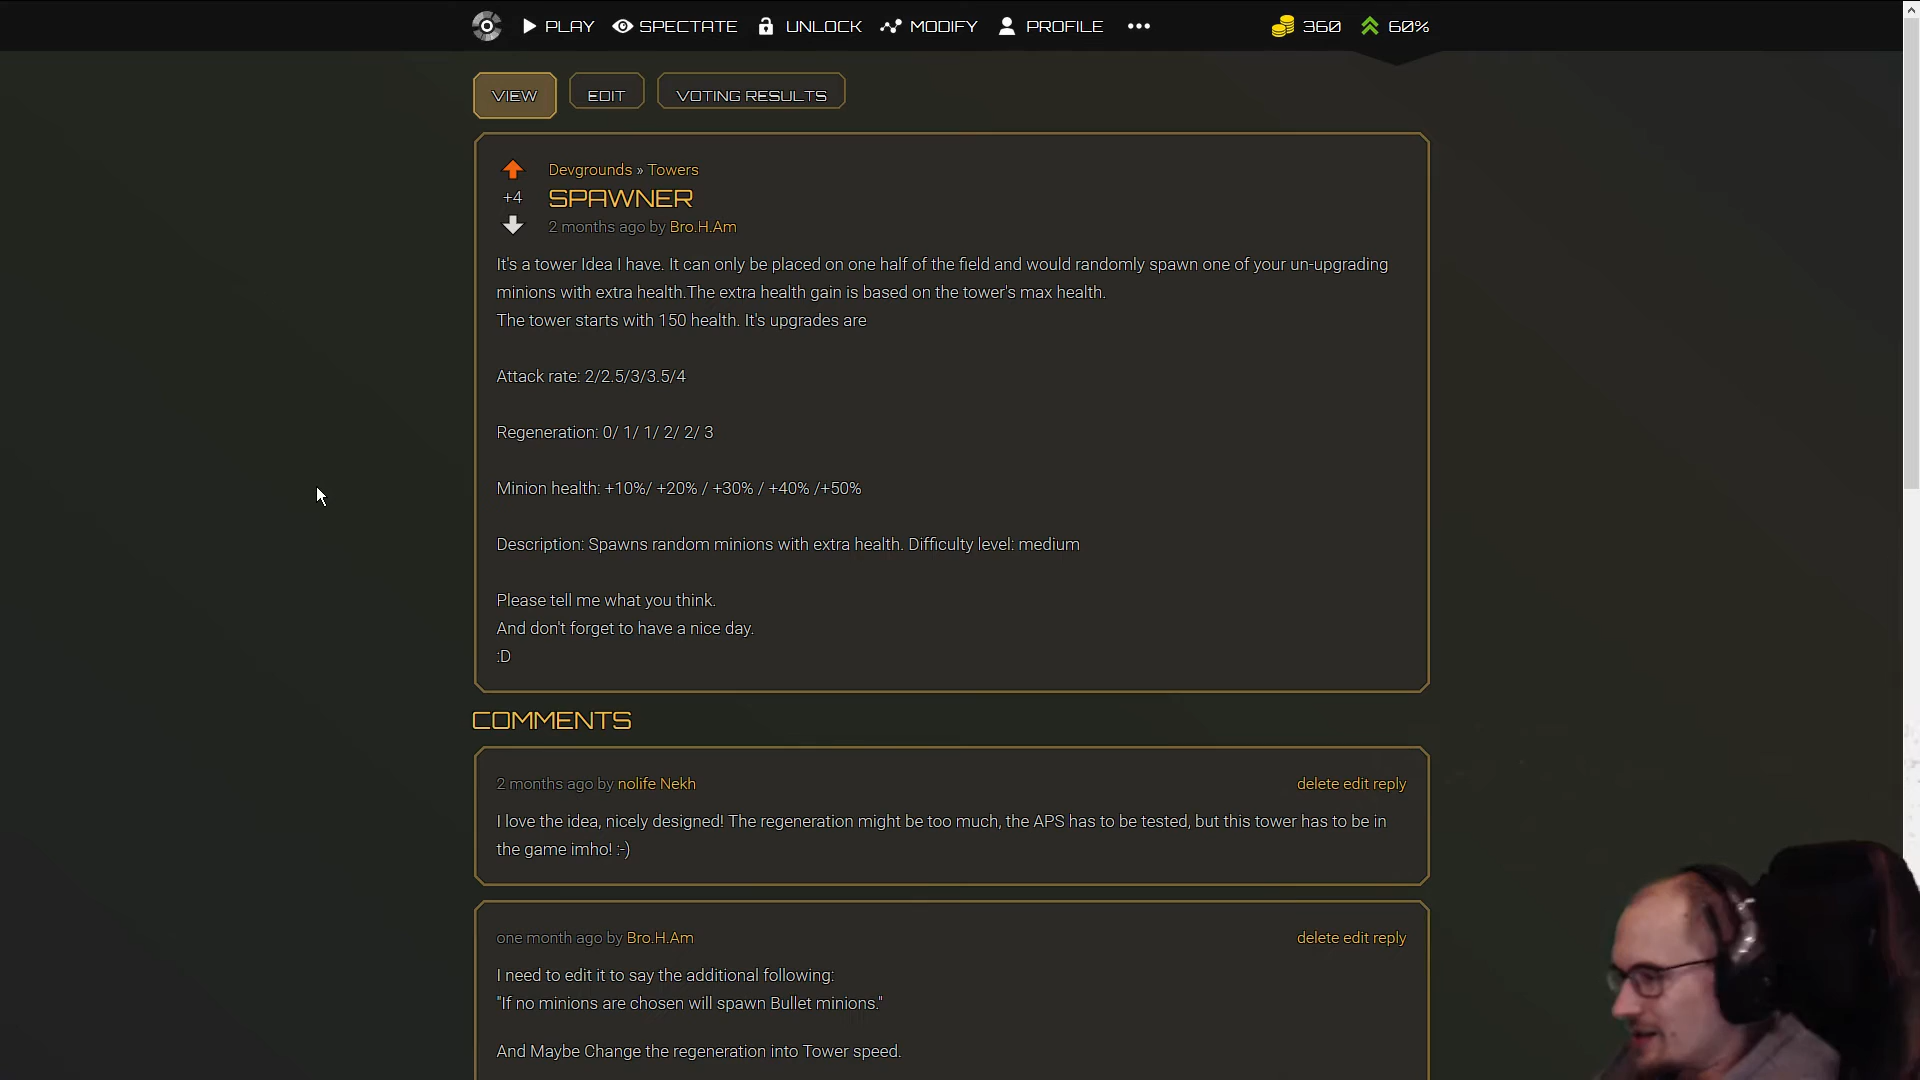 PLAY SPECTATE UNLOCK MODIFY PROFILE ••• 360 60%
VIEW EDIT VOTING RESULTS
Devgrounds » Towers
+4 SPAWNER
2 months ago by Bro.H.Am
It's a tower Idea I have. It can only be placed on one half of the field and would randomly spawn one of your un-upgrading
minions with extra health.The extra health gain is based on the tower's max health.
The tower starts with 150 health. It's upgrades are
Attack rate: 2/2.5/3/3.5/4
Regeneration: 0/ 1/ 1/ 2/ 2/ 3
Minion health: +10%/ +20% / +30% / +40% /+50%
Description: Spawns random minions with extra health. Difficulty level: medium
Please tell me what you think.
And don't forget to have a nice day.
:D
COMMENTS
2 months ago by nolife Nekh delete edit reply
I love the idea, nicely designed! The regeneration might be too much, the APS has to be tested, but this tower has to be in
the game imho! :-)
one month ago by Bro.H.Am delete edit reply
I need to edit it to say the additional following:
"If no minions are chosen will spawn Bullet minions."
And Maybe Change the regeneration into Tower speed.